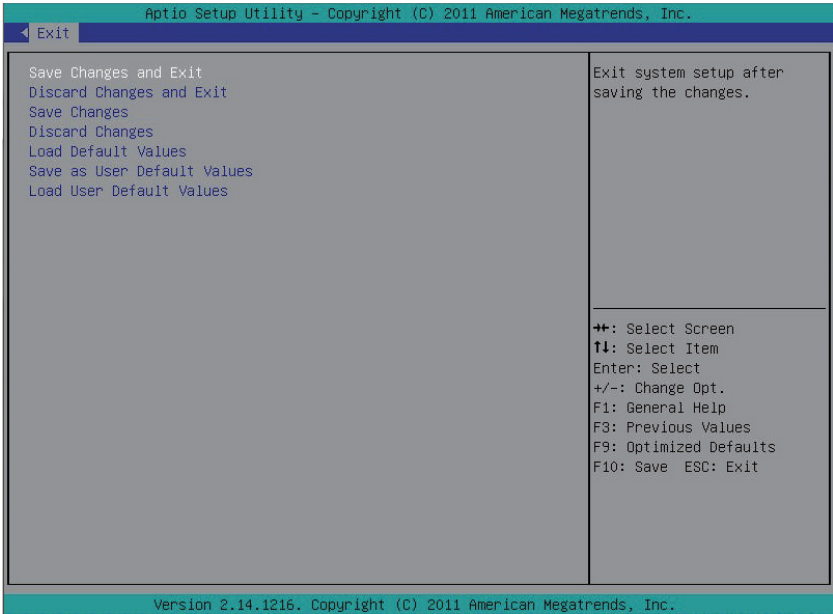 Aptio Setup Utility - Copyright (C) 2011 American Megatrends, Inc.
Exit
Save Changes and Exit
Discard Changes and Exit
Save Changes
Discard Changes
Load Default Values
Save as User Default Values
Load User Default Values
Exit system setup after
saving the changes.
→←: Select Screen
↑↓: Select Item
Enter: Select
+/-: Change Opt.
F1: General Help
F3: Previous Values
F9: Optimized Defaults
F10: Save ESC: Exit
Version 2.14.1216. Copyright (C) 2011 American Megatrends, Inc.